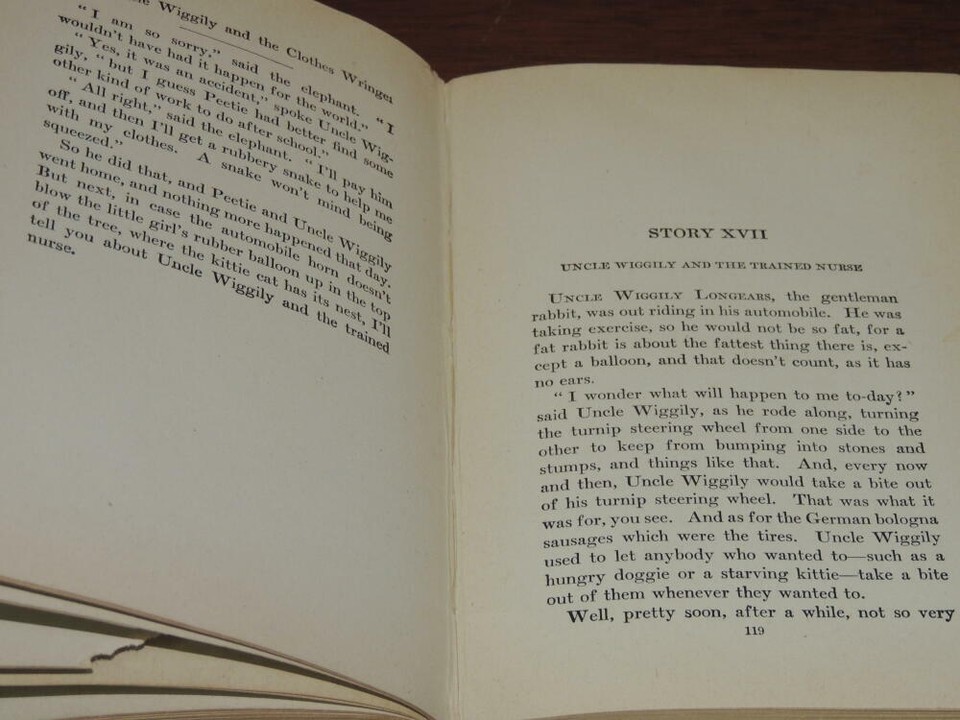 le Wiggily and the Clothes Wringer
"I am so sorry," said the elephant. "I
wouldn't have had it happen for the world."
"Yes, it was an accident," spoke Uncle Wig-
gily, "but I guess Peetie had better find some
other kind of work to do after school."
"All right," said the elephant. "I'll pay him
off, and then I'll get a rubbery snake to help me
with my clothes. A snake won't mind being
squeezed."
So he did that, and Peetie and Uncle Wiggily
went home, and nothing more happened that day.
But next, in case the automobile horn doesn't
blow the little girl's rubber balloon up in the top
of the tree, where the kittie cat has its nest, I'll
tell you about Uncle Wiggily and the trained
nurse.
STORY XVII
UNCLE WIGGILY AND THE TRAINED NURSE
UNCLE WIGGILY LONGEARS, the gentleman
rabbit, was out riding in his automobile. He was
taking exercise, so he would not be so fat, for a
fat rabbit is about the fattest thing there is, ex-
cept a balloon, and that doesn't count, as it has
no ears.
"I wonder what will happen to me to-day?"
said Uncle Wiggily, as he rode along, turning
the turnip steering wheel from one side to the
other to keep from bumping into stones and
stumps, and things like that. And, every now
and then, Uncle Wiggily would take a bite out
of his turnip steering wheel. That was what it
was for, you see. And as for the German bologna
sausages which were the tires. Uncle Wiggily
used to let anybody who wanted to—such as a
hungry doggie or a starving kittie—take a bite
out of them whenever they wanted to.
Well, pretty soon, after a while, not so very
119